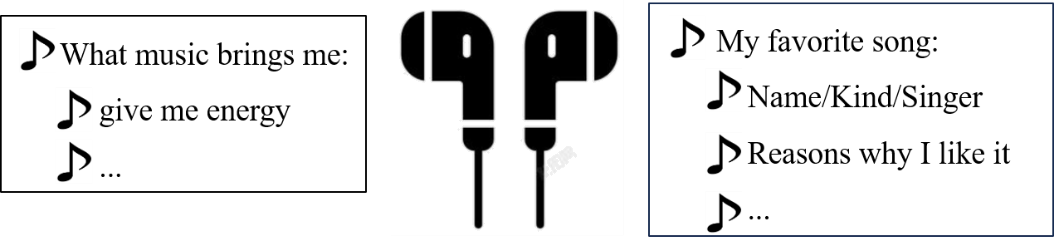 What music brings me:
give me energy
...
My favorite song:
Name/Kind/Singer
Reasons why I like it
...